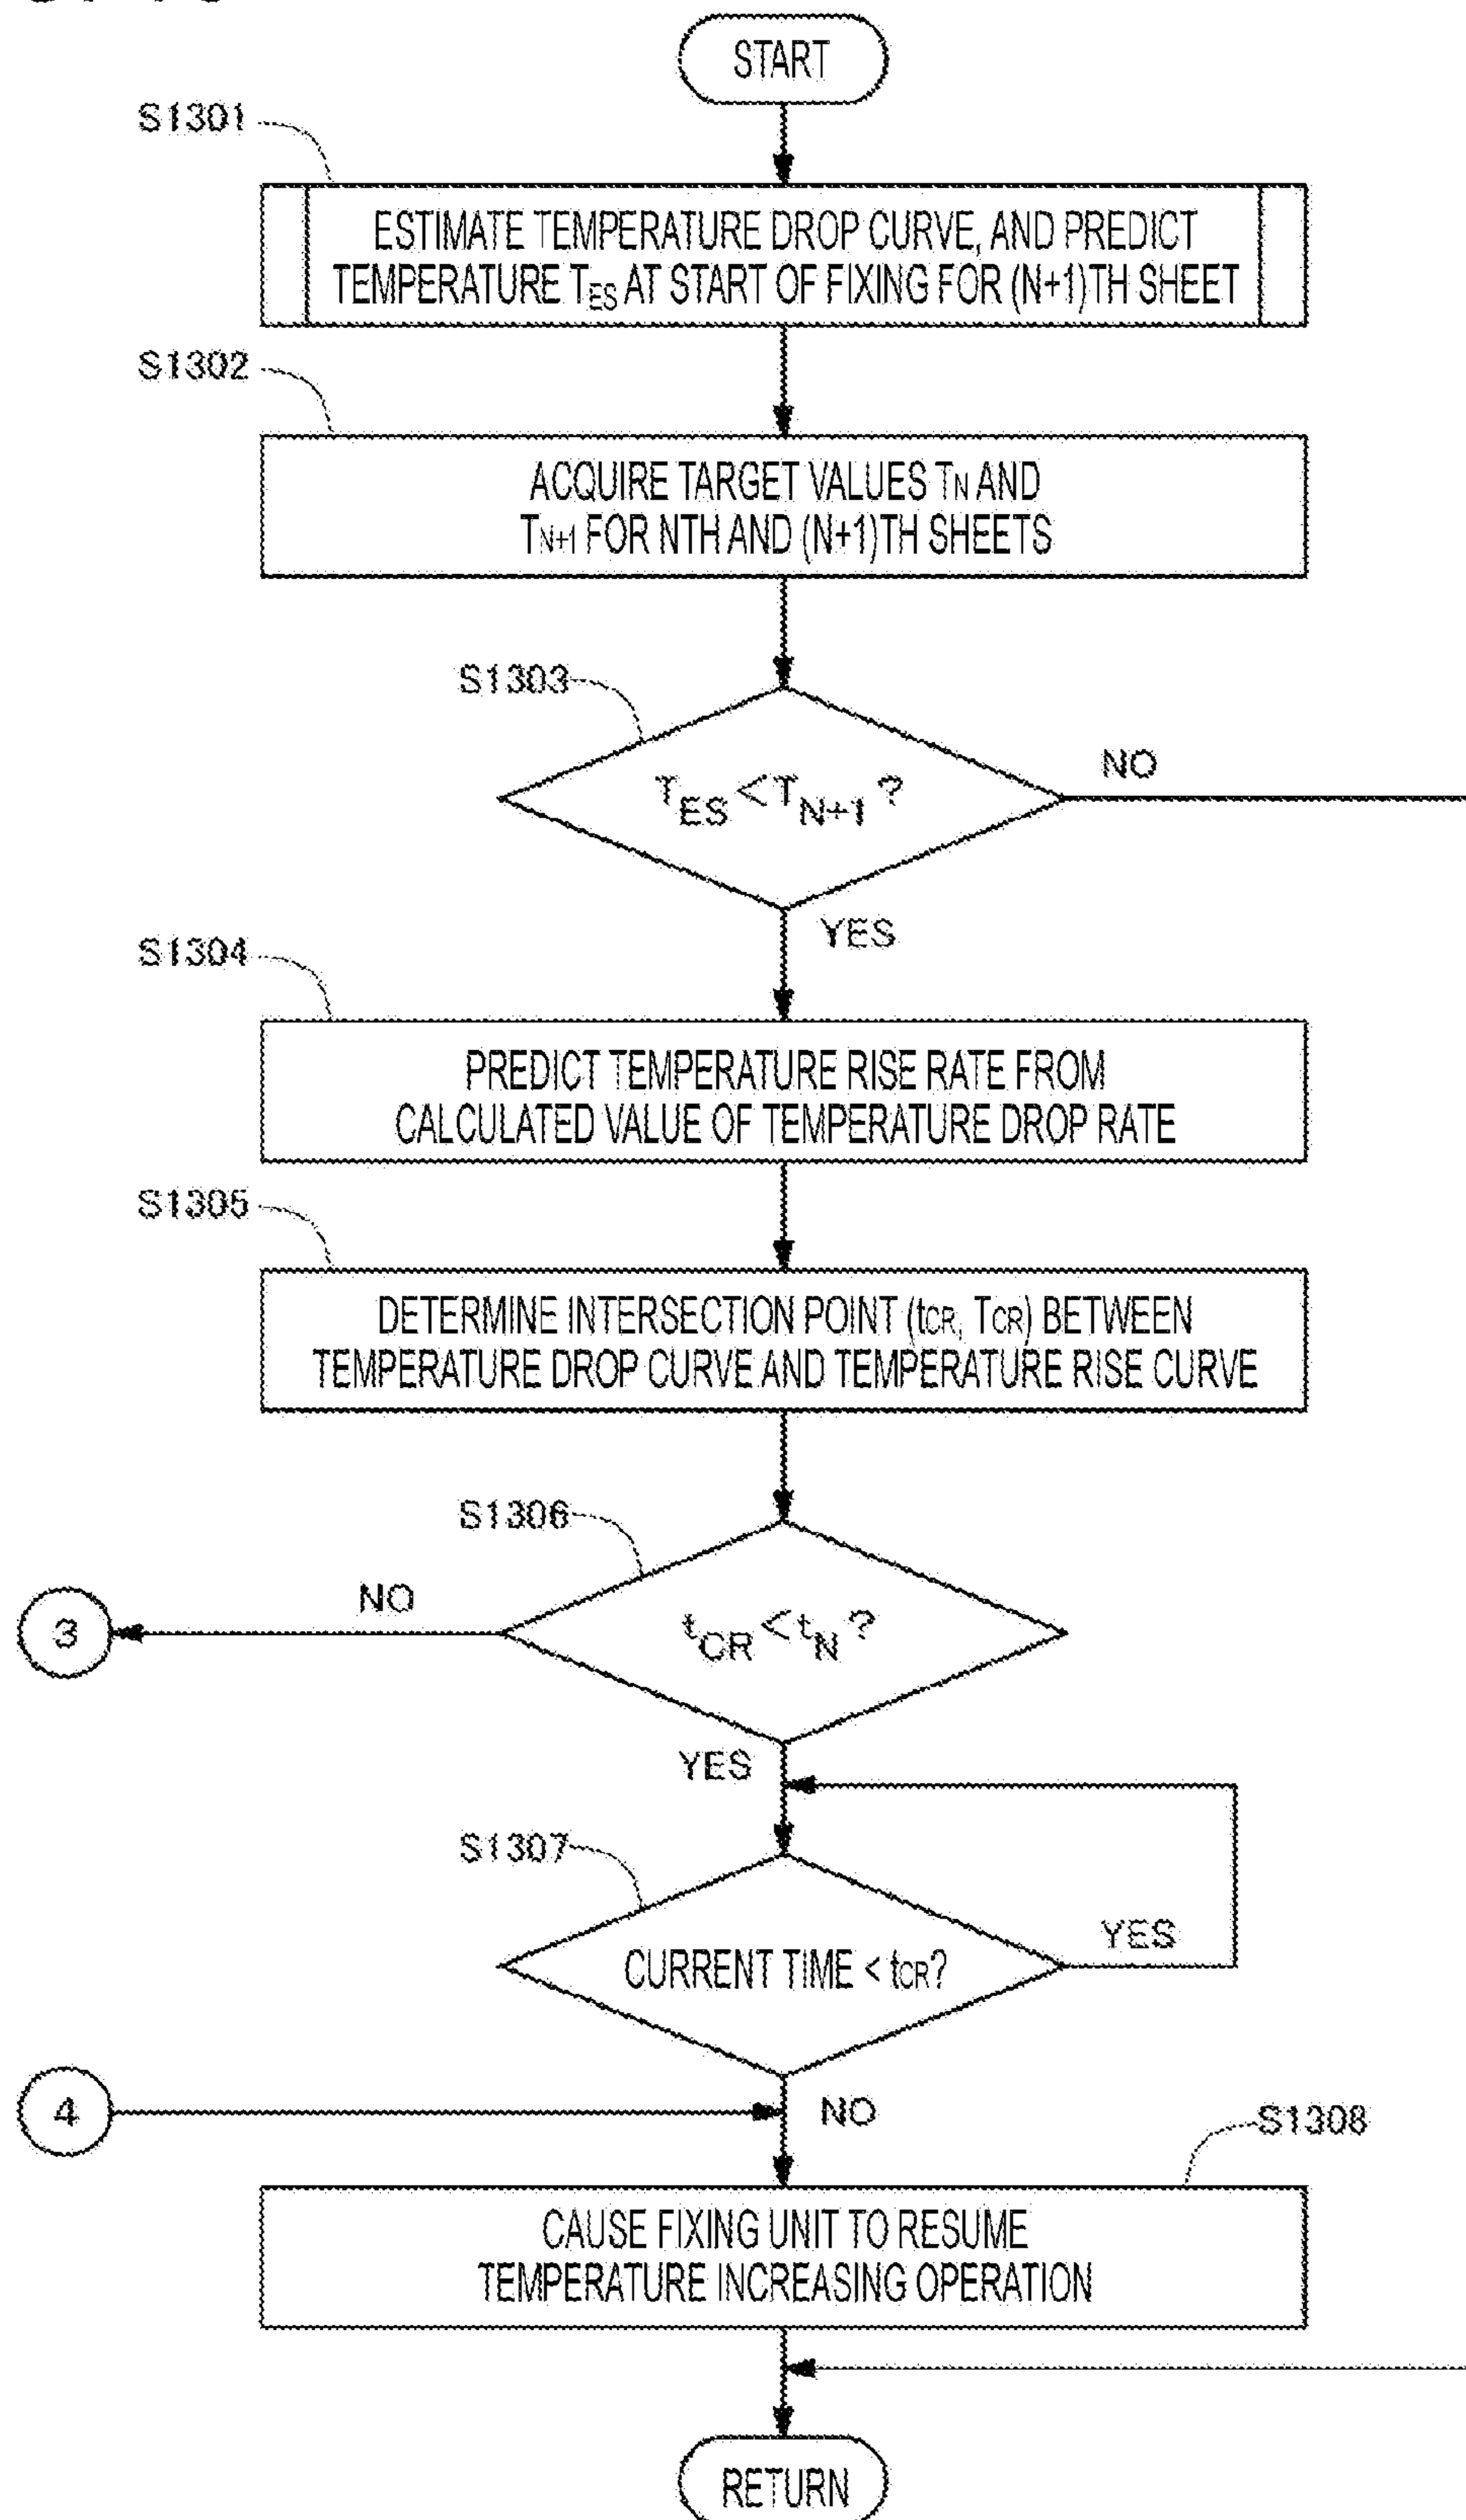 START
S1301
ESTIMATE TEMPERATURE DROP CURVE, AND PREDICT
TEMPERATURE TES AT START OF FIXING FOR (N+1)TH SHEET
S1302
ACQUIRE TARGET VALUES TN AND
TN+1 FOR NTH AND (N+1)TH SHEETS
S1303
TES<TN+1?
NO
YES
S1304
PREDICT TEMPERATURE RISE RATE FROM
CALCULATED VALUE OF TEMPERATURE DROP RATE
S1305
DETERMINE INTERSECTION POINT (tCR, TCR) BETWEEN
TEMPERATURE DROP CURVE AND TEMPERATURE RISE CURVE
S1306
NO
3
tCR<tN?
YES
S1307
YES
CURRENT TIME < tCR?
4
NO
S1308
CAUSE FIXING UNIT TO RESUME
TEMPERATURE INCREASING OPERATION
RETURN